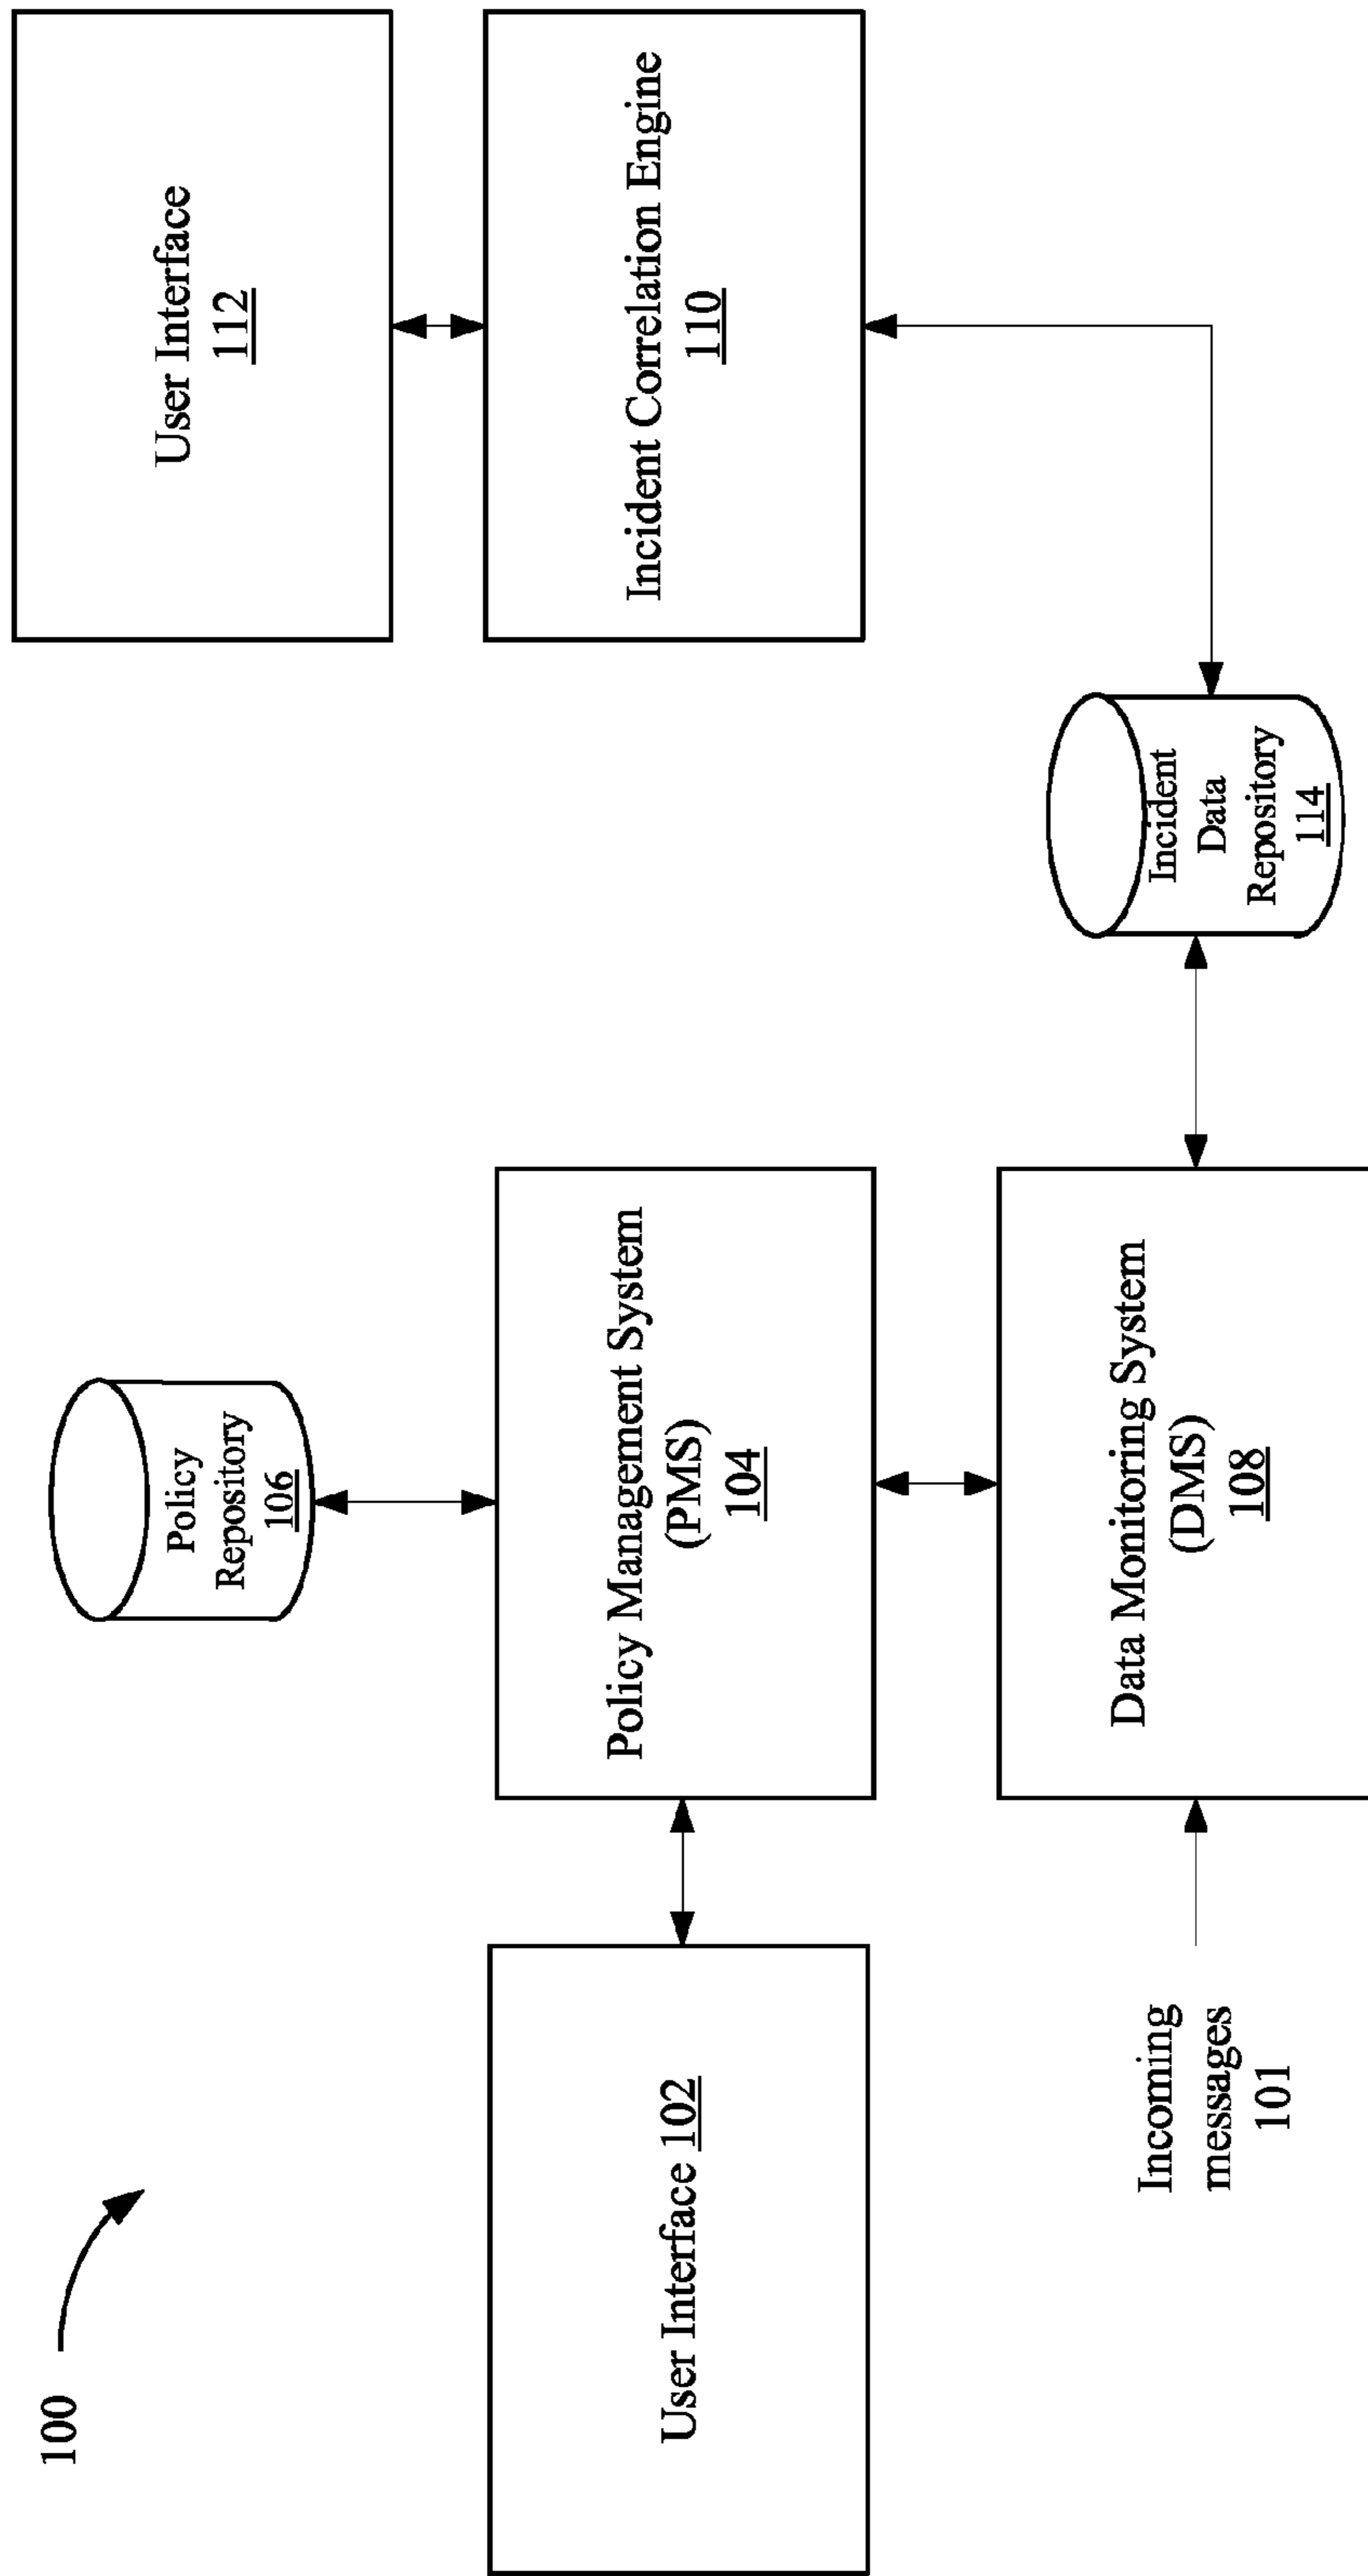 100
Policy
Repository
106
User Interface
112
User Interface 102
Policy Management System
(PMS)
104
Incident Correlation Engine
110
Incoming
messages
101
Data Monitoring System
(DMS)
108
Incident
Data
Repository
114